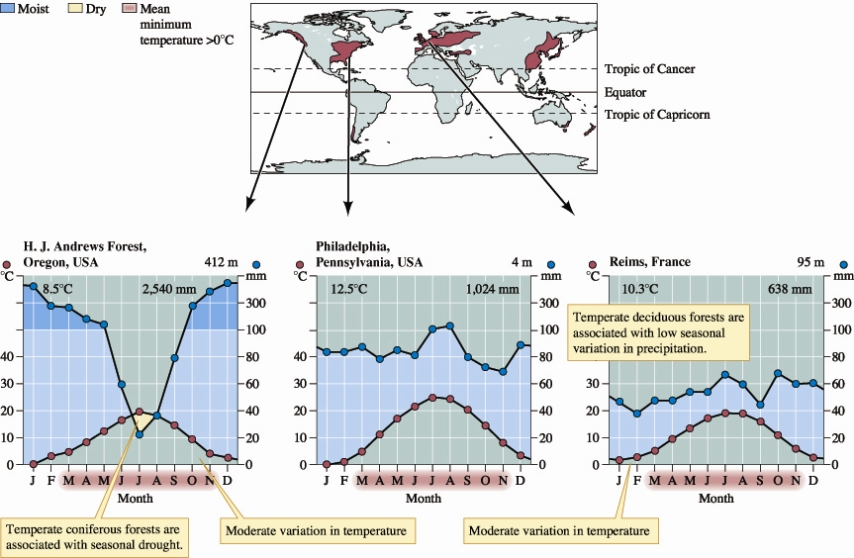 Moist
Dry
Mean
minimum
temperature >0°C
Tropic of Cancer
Equator
Tropic of Capricorn
H. J. Andrews Forest,
Oregon, USA 412 m
°C mm
8.5°C 2,540 mm
300
100
40 80
30 60
20 40
10 20
0 0
J F M A M J J A S O N D
Month
Temperate coniferous forests are
associated with seasonal drought.
Moderate variation in temperature
Philadelphia,
Pennsylvania, USA 4 m
°C mm
12.5°C 1,024 mm
300
100
40 80
30 60
20 40
10 20
0 0
J F M A M J J A S O N D
Month
Reims, France 95 m
°C mm
10.3°C 638 mm
Temperate deciduous forests are
associated with low seasonal
variation in precipitation.
300
100
40 80
30 60
20 40
10 20
0 0
J F M A M J J A S O N D
Month
Moderate variation in temperature